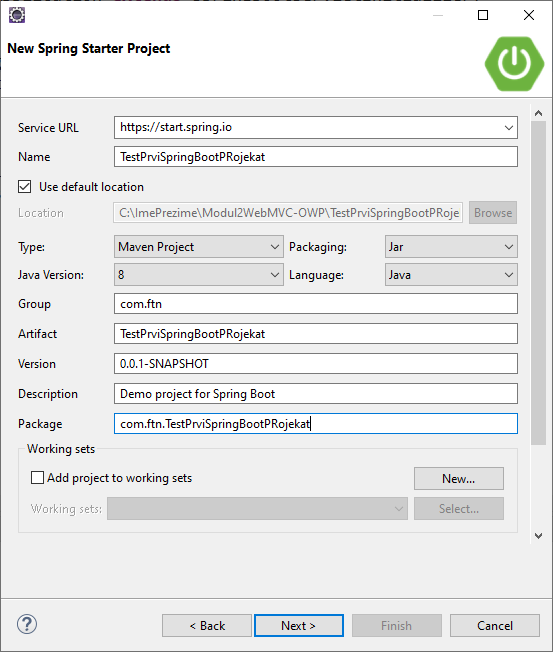 New Spring Starter Project
Service URL https://start.spring.io
Name TestPrviSpringBootPRojekat
Use default location
Location C:\ImePrezime\Modul2WebMVC-OWP\TestPrviSpringBootPRoje Browse
Type: Maven Project Packaging: Jar
Java Version: 8 Language: Java
Group com.ftn
Artifact TestPrviSpringBootPRojekat
Version 0.0.1-SNAPSHOT
Description Demo project for Spring Boot
Package com.ftn.TestPrviSpringBootPRojekat
Working sets
Add project to working sets New...
Working sets: Select...
? < Back Next > Finish Cancel